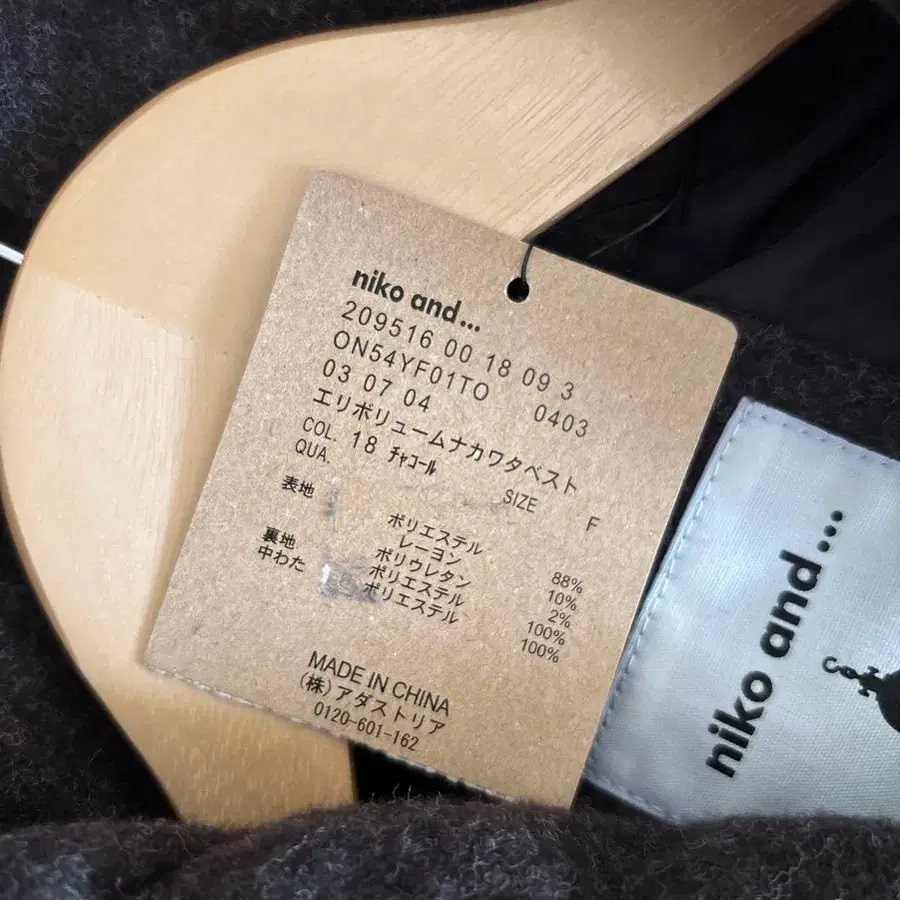 niko and...
209516 00 18 09 3
ON54YF01TO 0403
03 07 04
エリボリュームナカワタベスト
COL. 18 ﾁｬｺｰﾙ SIZE F
QUA.
表地 ポリエステル 88%
レーヨン 10%
ポリウレタン 2%
裏地 ポリエステル 100%
中わた ポリエステル 100%
MADE IN CHINA
(株)アダストリア
0120-601-162
niko and...